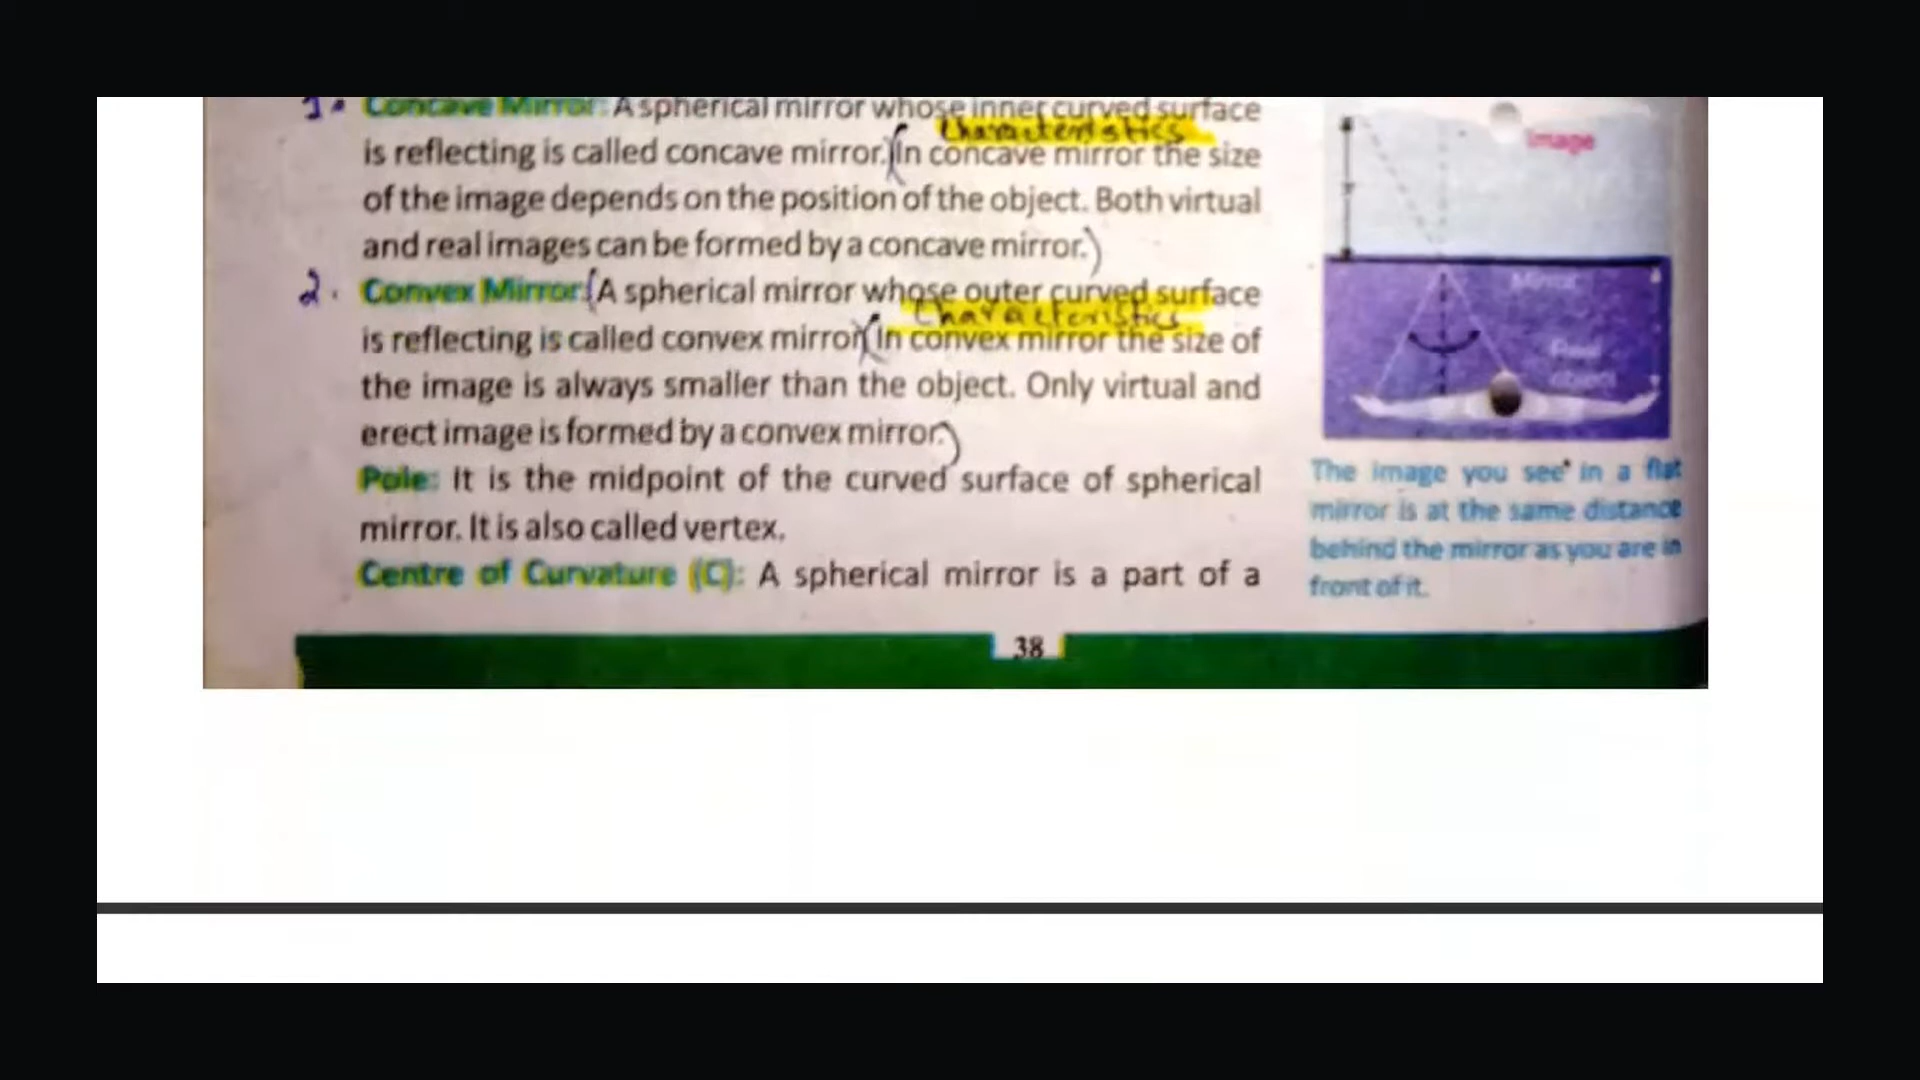 1. Concave Mirror: A spherical mirror whose inner curved surface
characteristics
is reflecting is called concave mirror. (In concave mirror the size
of the image depends on the position of the object. Both virtual
and real images can be formed by a concave mirror.)
2. Convex Mirror: (A spherical mirror whose outer curved surface
characteristics
is reflecting is called convex mirror (In convex mirror the size of
the image is always smaller than the object. Only virtual and
erect image is formed by a convex mirror.)
Pole: It is the midpoint of the curved surface of spherical
mirror. It is also called vertex.
Centre of Curvature (C): A spherical mirror is a part of a
Image
Mirror
Real
object
The image you see in a flat
mirror is at the same distance
behind the mirror as you are in
front of it.
38